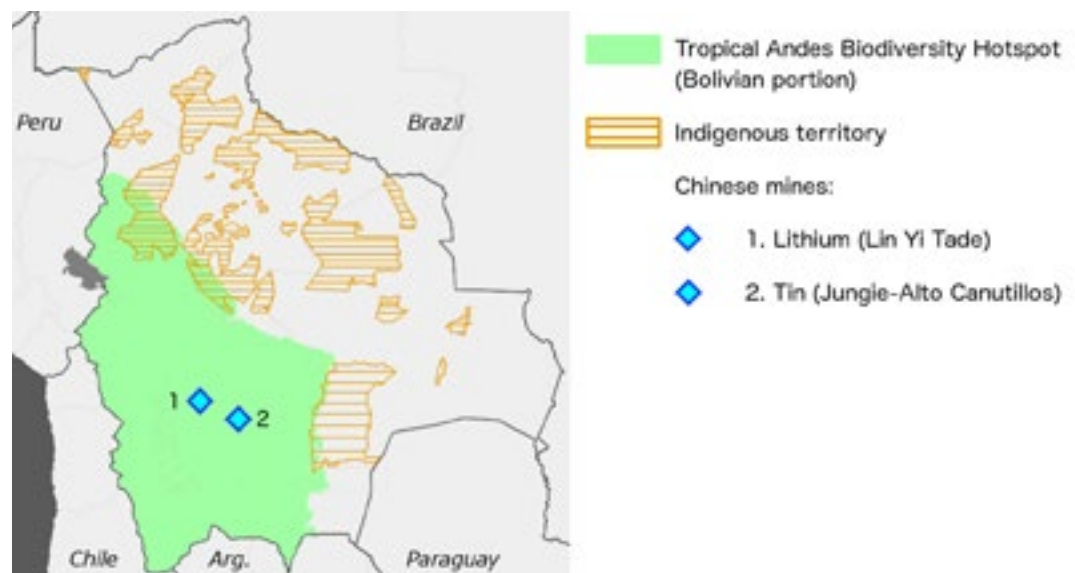 Peru
Brazil
1
2
Chile
Arg.
Paraguay
Tropical Andes Biodiversity Hotspot
(Bolivian portion)
Indigenous territory
Chinese mines:
1. Lithium (Lin Yi Tade)
2. Tin (Jungie-Alto Canutillos)